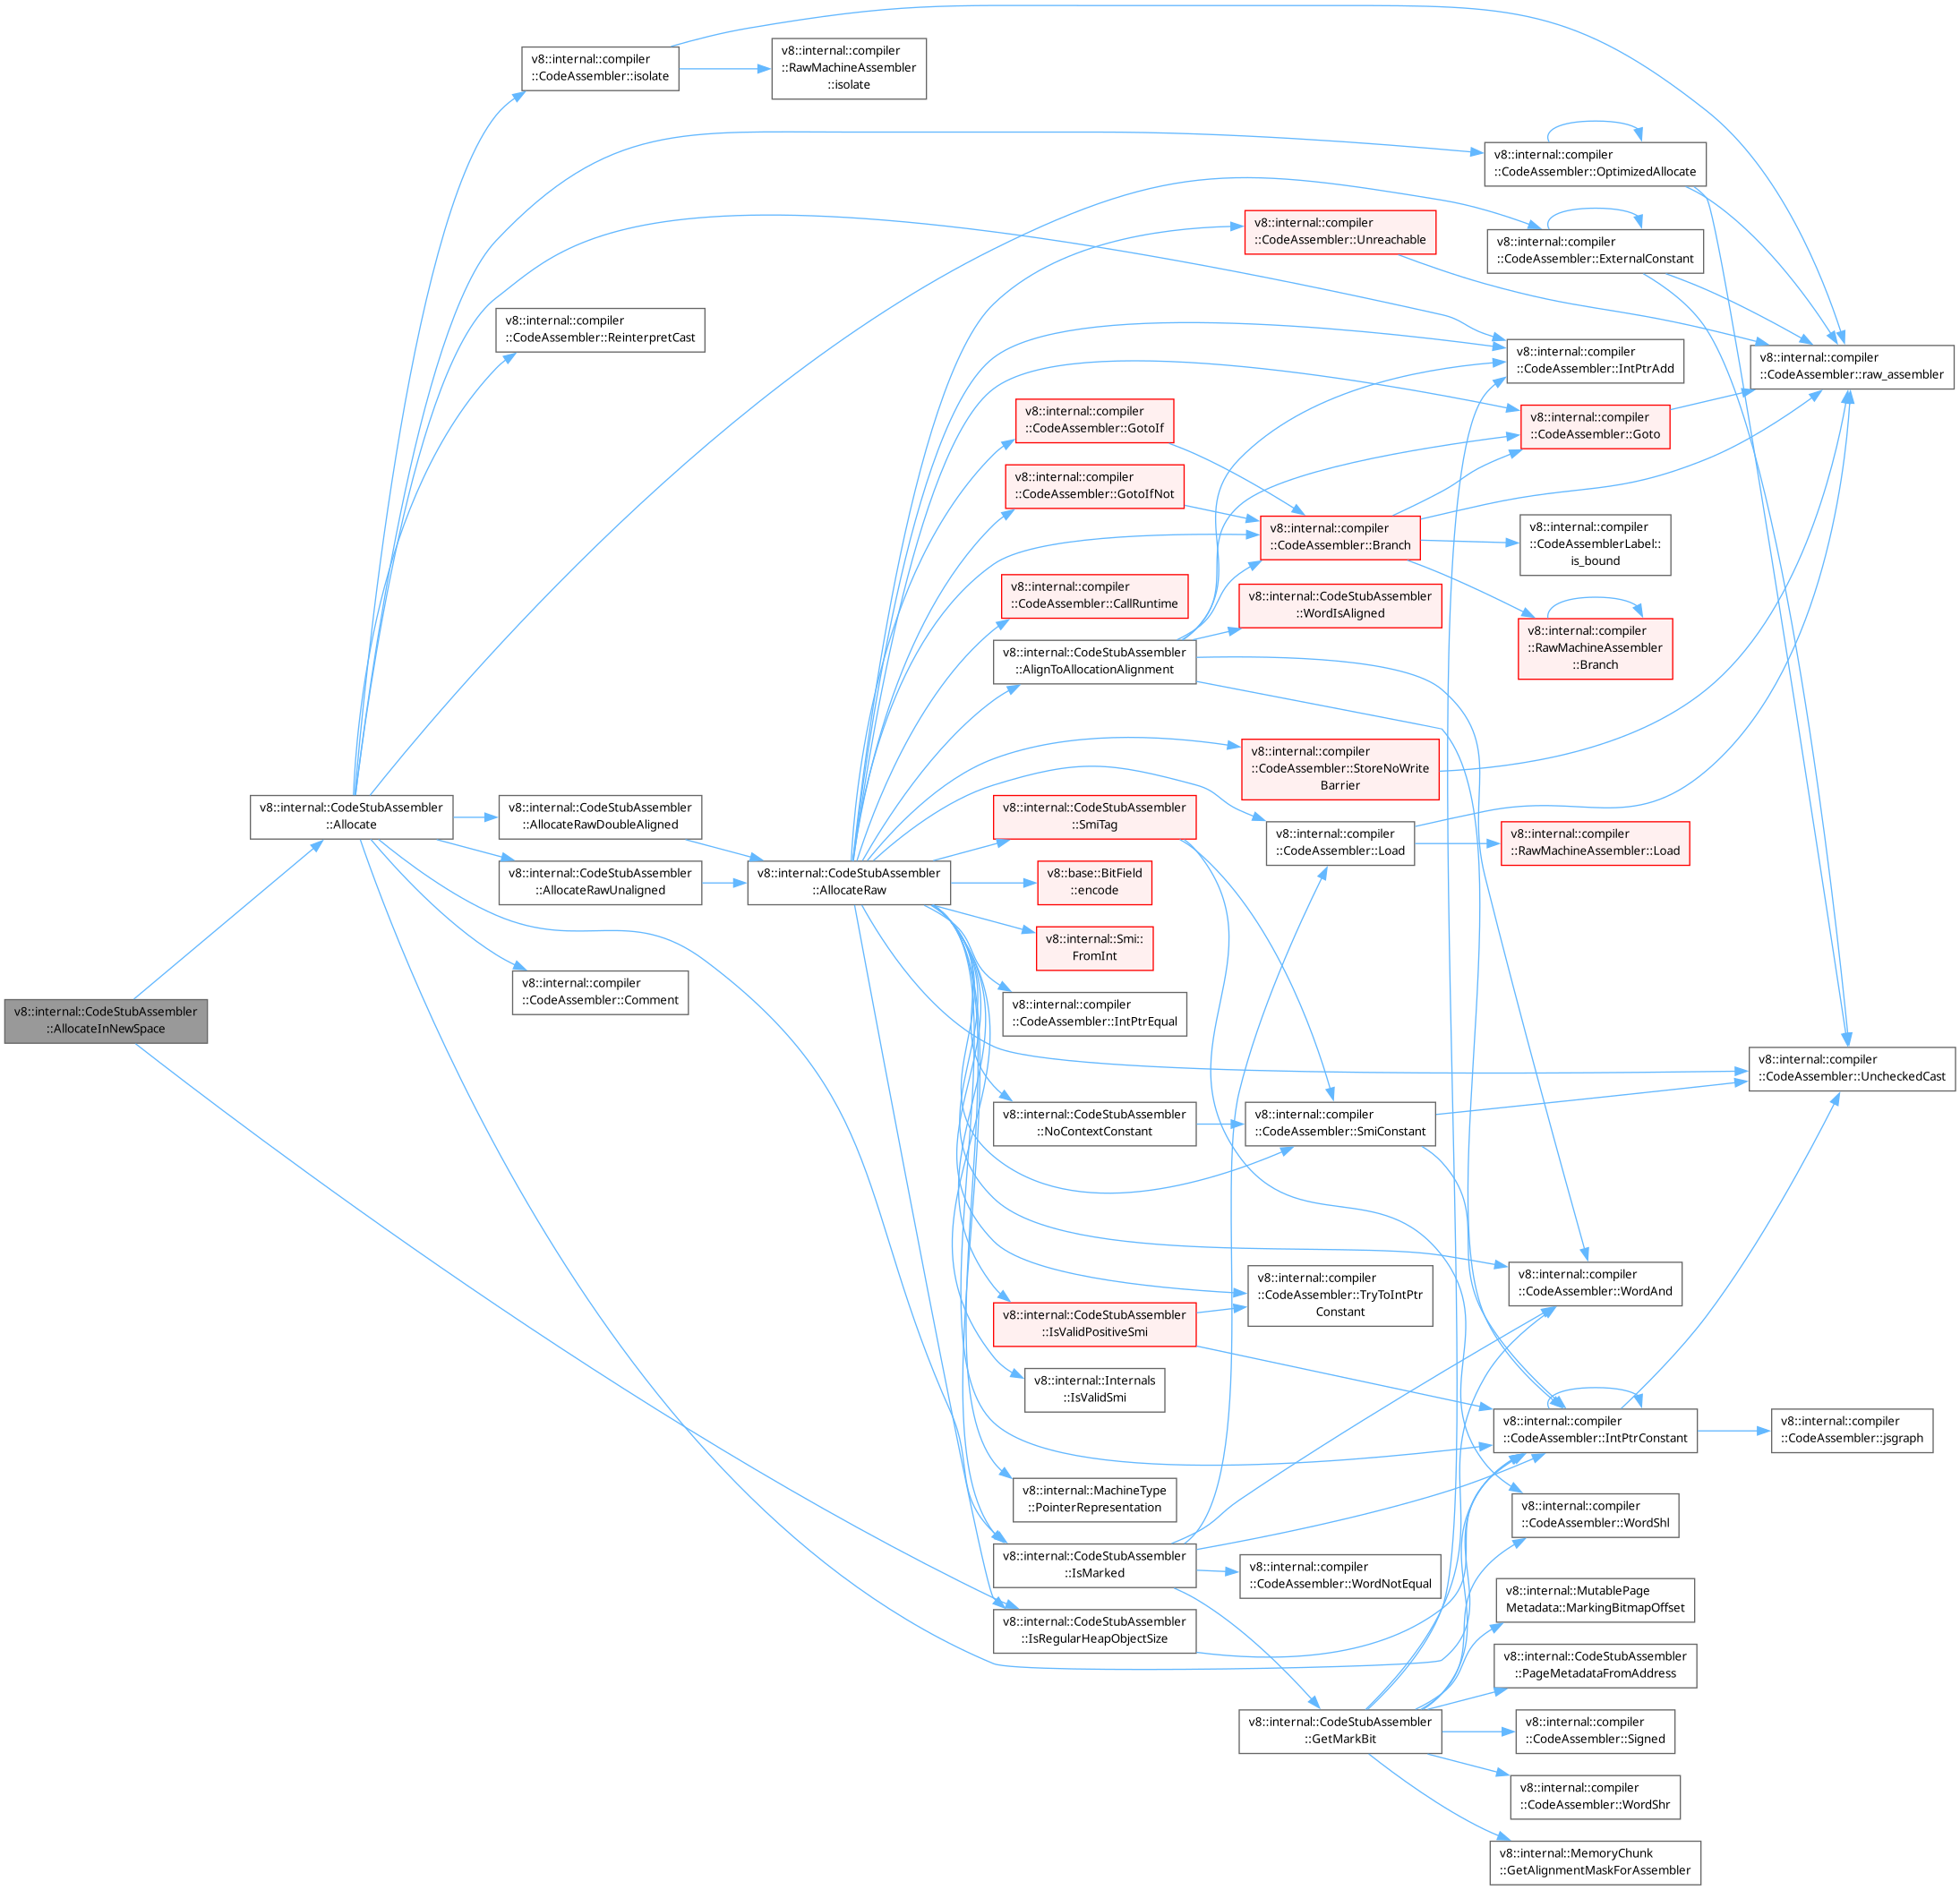 v8::internal::compiler
::CodeAssembler::isolate
v8::internal::compiler
::RawMachineAssembler
::isolate
v8::internal::compiler
::CodeAssembler::OptimizedAllocate
v8::internal::compiler
::CodeAssembler::Unreachable
v8::internal::compiler
::CodeAssembler::ExternalConstant
v8::internal::compiler
::CodeAssembler::ReinterpretCast
v8::internal::compiler
::CodeAssembler::IntPtrAdd
v8::internal::compiler
::CodeAssembler::raw_assembler
v8::internal::compiler
::CodeAssembler::GotoIf
v8::internal::compiler
::CodeAssembler::Goto
v8::internal::compiler
::CodeAssembler::GotoIfNot
v8::internal::compiler
::CodeAssembler::Branch
v8::internal::compiler
::CodeAssemblerLabel::
is_bound
v8::internal::compiler
::CodeAssembler::CallRuntime
v8::internal::CodeStubAssembler
::WordIsAligned
v8::internal::compiler
::RawMachineAssembler
::Branch
v8::internal::CodeStubAssembler
::AlignToAllocationAlignment
v8::internal::compiler
::CodeAssembler::StoreNoWrite
Barrier
v8::internal::CodeStubAssembler
::Allocate
v8::internal::CodeStubAssembler
::AllocateRawDoubleAligned
v8::internal::CodeStubAssembler
::SmiTag
v8::internal::compiler
::CodeAssembler::Load
v8::internal::compiler
::RawMachineAssembler::Load
v8::internal::CodeStubAssembler
::AllocateRawUnaligned
v8::internal::CodeStubAssembler
::AllocateRaw
v8::base::BitField
::encode
v8::internal::Smi::
FromInt
v8::internal::compiler
::CodeAssembler::Comment
v8::internal::CodeStubAssembler
::AllocateInNewSpace
v8::internal::compiler
::CodeAssembler::IntPtrEqual
v8::internal::compiler
::CodeAssembler::UncheckedCast
v8::internal::CodeStubAssembler
::NoContextConstant
v8::internal::compiler
::CodeAssembler::SmiConstant
v8::internal::compiler
::CodeAssembler::WordAnd
v8::internal::compiler
::CodeAssembler::TryToIntPtr
Constant
v8::internal::CodeStubAssembler
::IsValidPositiveSmi
v8::internal::Internals
::IsValidSmi
v8::internal::compiler
::CodeAssembler::IntPtrConstant
v8::internal::compiler
::CodeAssembler::jsgraph
v8::internal::MachineType
::PointerRepresentation
v8::internal::compiler
::CodeAssembler::WordShl
v8::internal::CodeStubAssembler
::IsMarked
v8::internal::compiler
::CodeAssembler::WordNotEqual
v8::internal::MutablePage
Metadata::MarkingBitmapOffset
v8::internal::CodeStubAssembler
::IsRegularHeapObjectSize
v8::internal::CodeStubAssembler
::PageMetadataFromAddress
v8::internal::CodeStubAssembler
::GetMarkBit
v8::internal::compiler
::CodeAssembler::Signed
v8::internal::compiler
::CodeAssembler::WordShr
v8::internal::MemoryChunk
::GetAlignmentMaskForAssembler